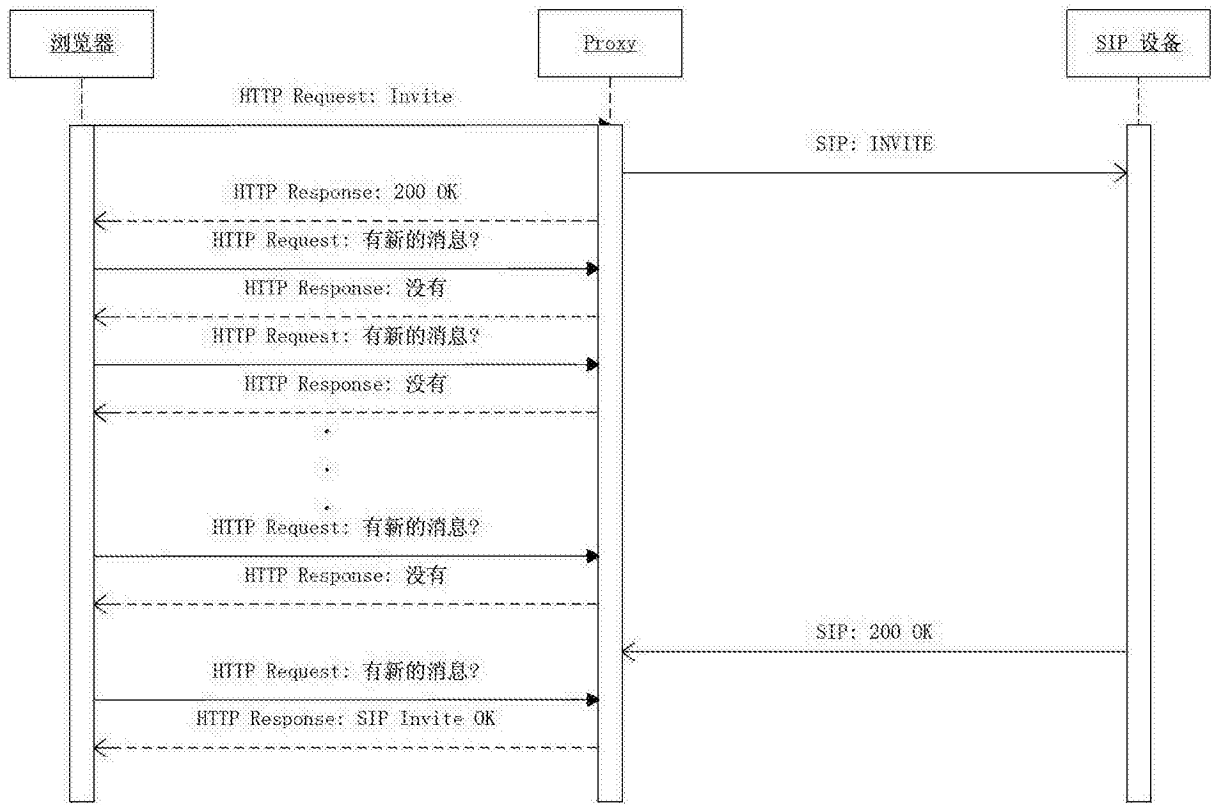 浏览器
Proxy
SIP 设备
HTTP Request: Invite
SIP: INVITE
HTTP Response: 200 OK
HTTP Request: 有新的消息?
HTTP Response: 没有
HTTP Request: 有新的消息?
HTTP Response: 没有
HTTP Request: 有新的消息?
HTTP Response: 没有
SIP: 200 OK
HTTP Request: 有新的消息?
HTTP Response: SIP Invite OK